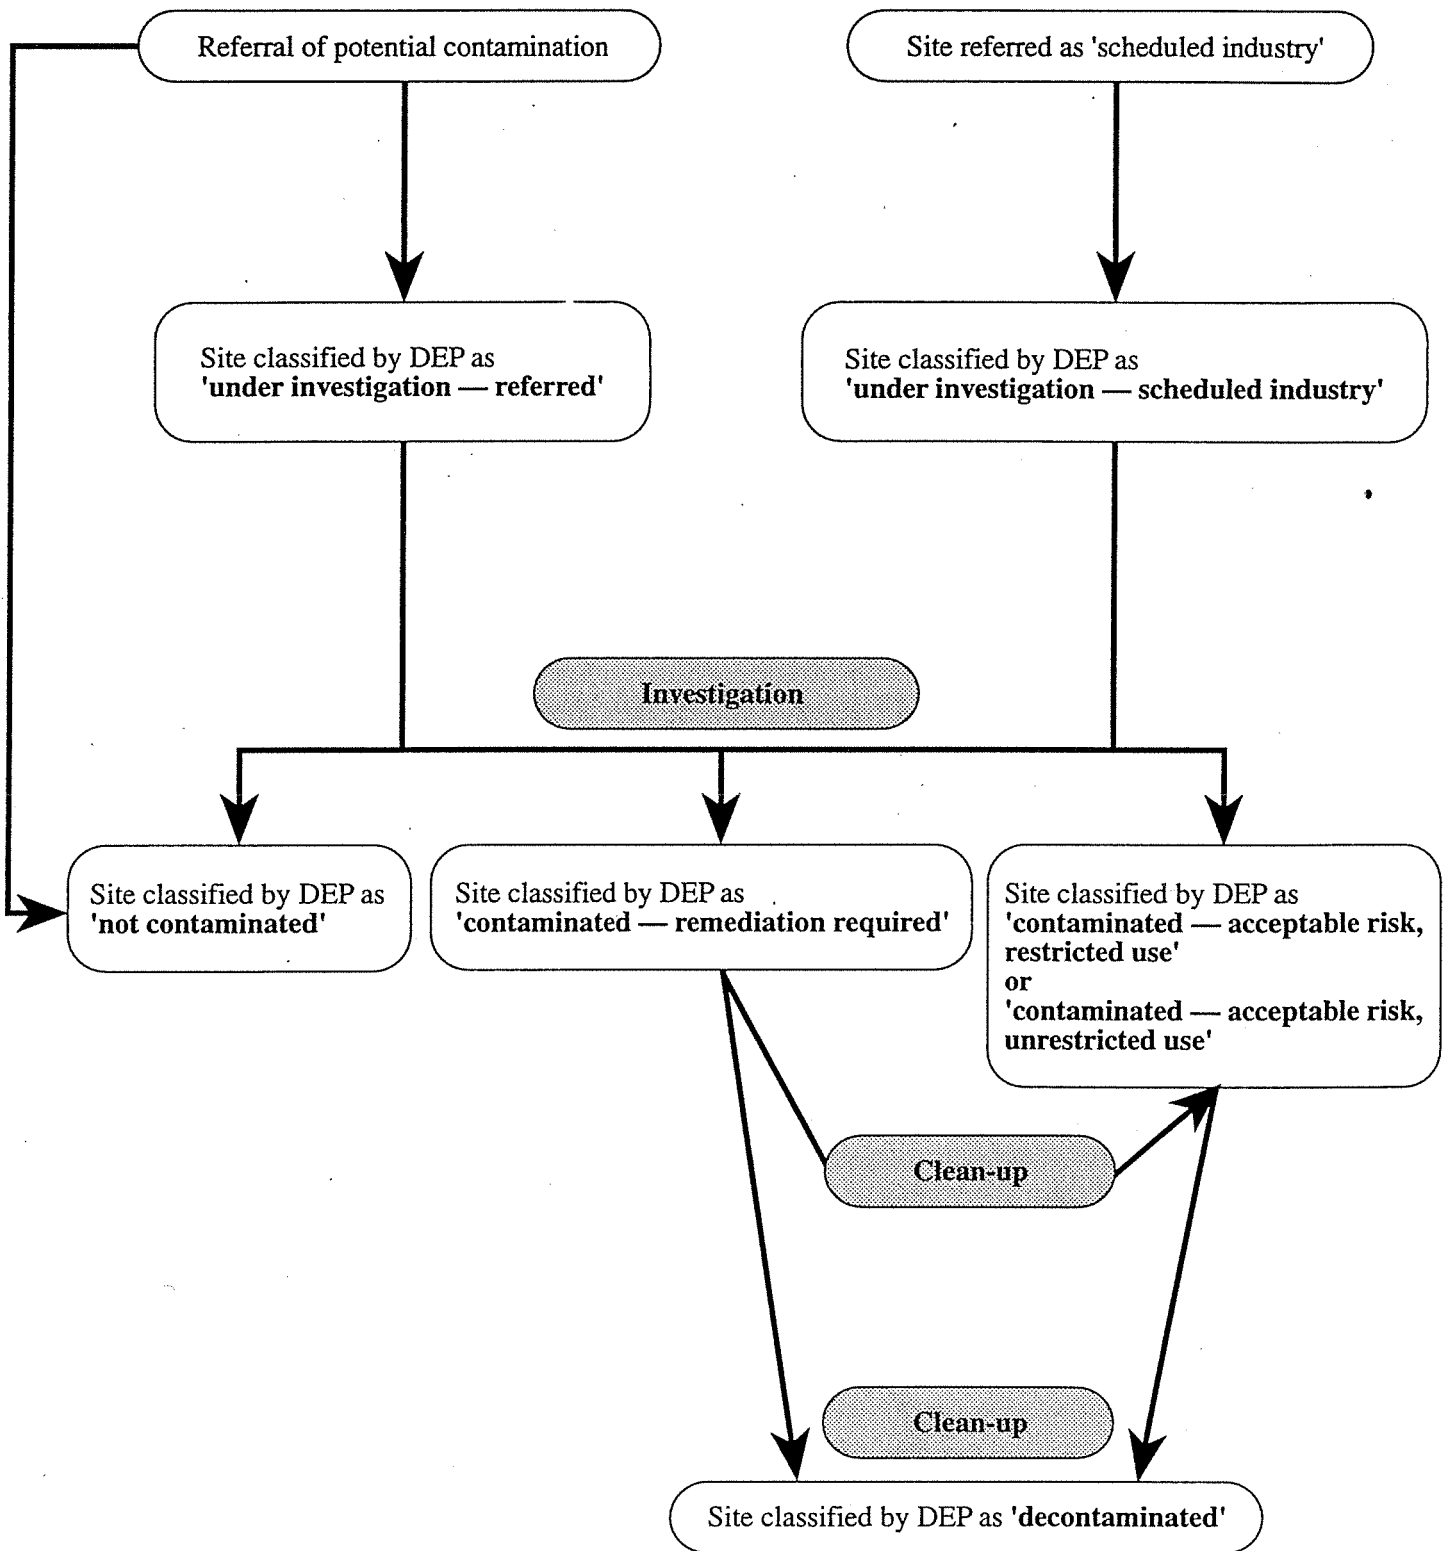 Referral of potential contamination
Site referred as 'scheduled industry'
Site classified by DEP as
'under investigation — referred'
Site classified by DEP as
'under investigation — scheduled industry'
Investigation
Site classified by DEP as
'not contaminated'
Site classified by DEP as
'contaminated — remediation required'
Site classified by DEP as
'contaminated — acceptable risk,
restricted use'
or
'contaminated — acceptable risk,
unrestricted use'
Clean-up
Clean-up
Site classified by DEP as 'decontaminated'